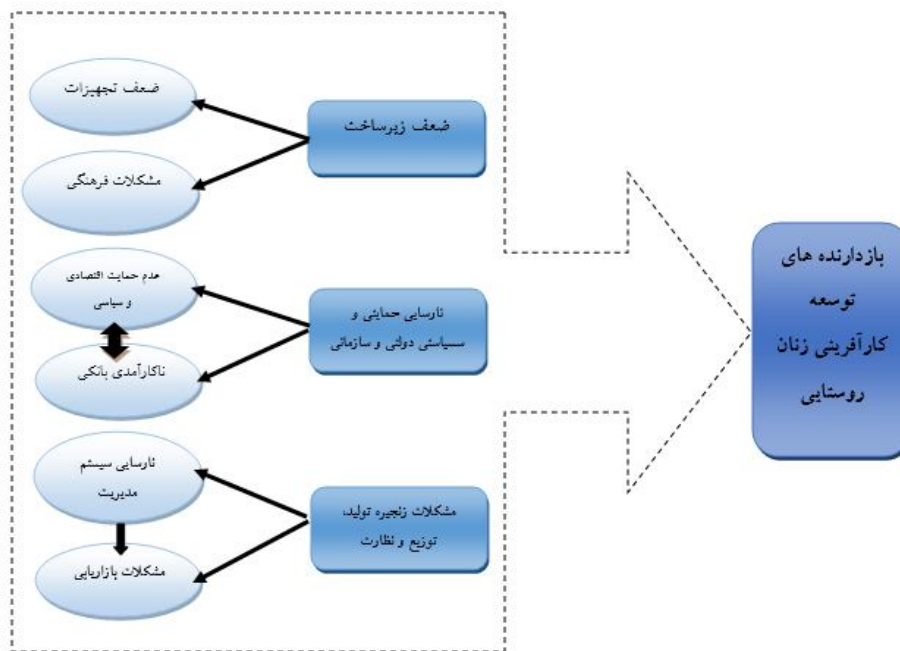 ضعف تجهیزات
مشکلات فرهنگی
ضعف زیرساخت
عدم حمایت اقتصادی
و سیاسی
ناکارآمدی بانکی
نارسایی حمایتی و
سیاستی دولتی و سازمانی
نارسایی سیستم
مدیریت
مشکلات بازاریابی
مشکلات زنجیره تولید،
توزیع و نظارت
بازدارنده های
توسعه
کارآفرینی زنان
روستایی